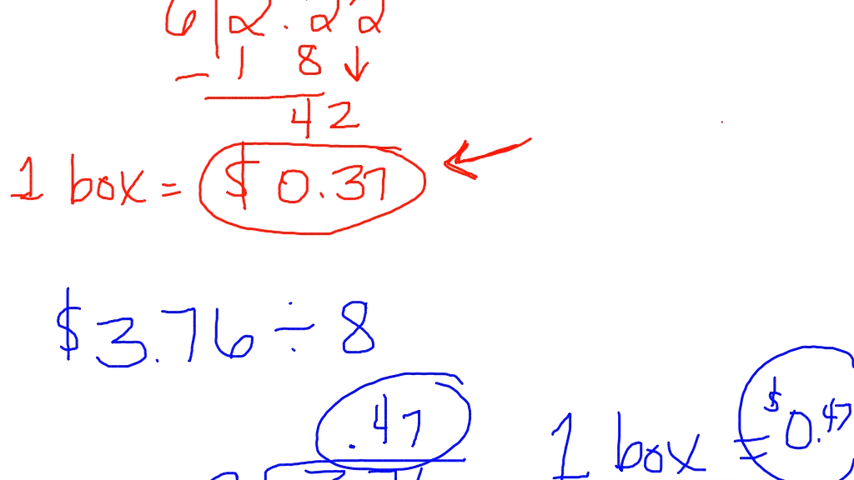 6 2.22
- 1 8 ↓
42
1 box = $ 0.37
$3.76 ÷ 8
.47
1 box = $0.47